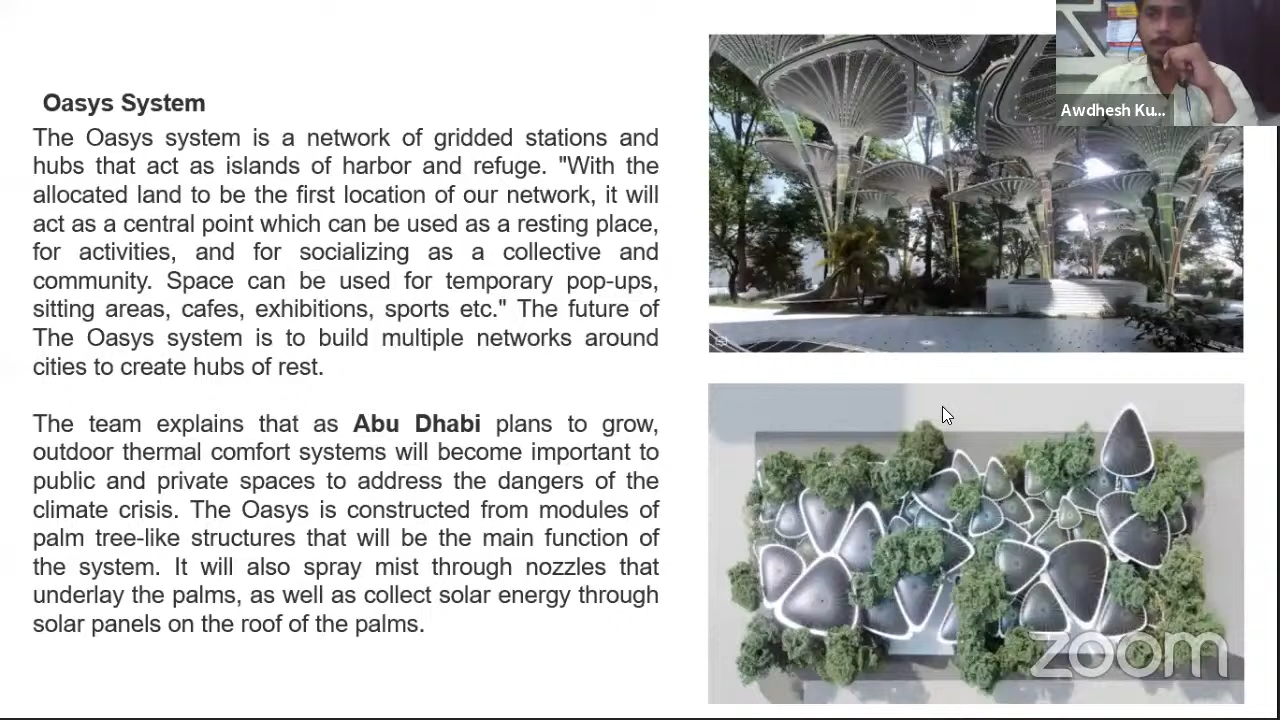 Oasys System
The Oasys system is a network of gridded stations and
hubs that act as islands of harbor and refuge. "With the
allocated land to be the first location of our network, it will
act as a central point which can be used as a resting place,
for activities, and for socializing as a collective and
community. Space can be used for temporary pop-ups,
sitting areas, cafes, exhibitions, sports etc." The future of
The Oasys system is to build multiple networks around
cities to create hubs of rest.
The team explains that as Abu Dhabi plans to grow,
outdoor thermal comfort systems will become important to
public and private spaces to address the dangers of the
climate crisis. The Oasys is constructed from modules of
palm tree-like structures that will be the main function of
the system. It will also spray mist through nozzles that
underlay the palms, as well as collect solar energy through
solar panels on the roof of the palms.
Awdhesh Ku...
zoom